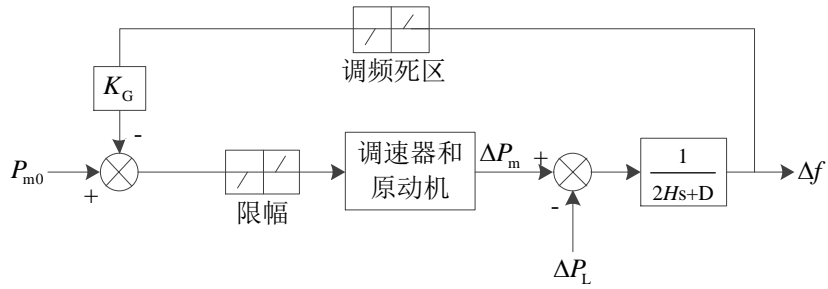 调频死区
K_G
-
P_m0
+
限幅
调速器和
原动机
ΔP_m
+
-
1
2Hs+D
Δf
ΔP_L